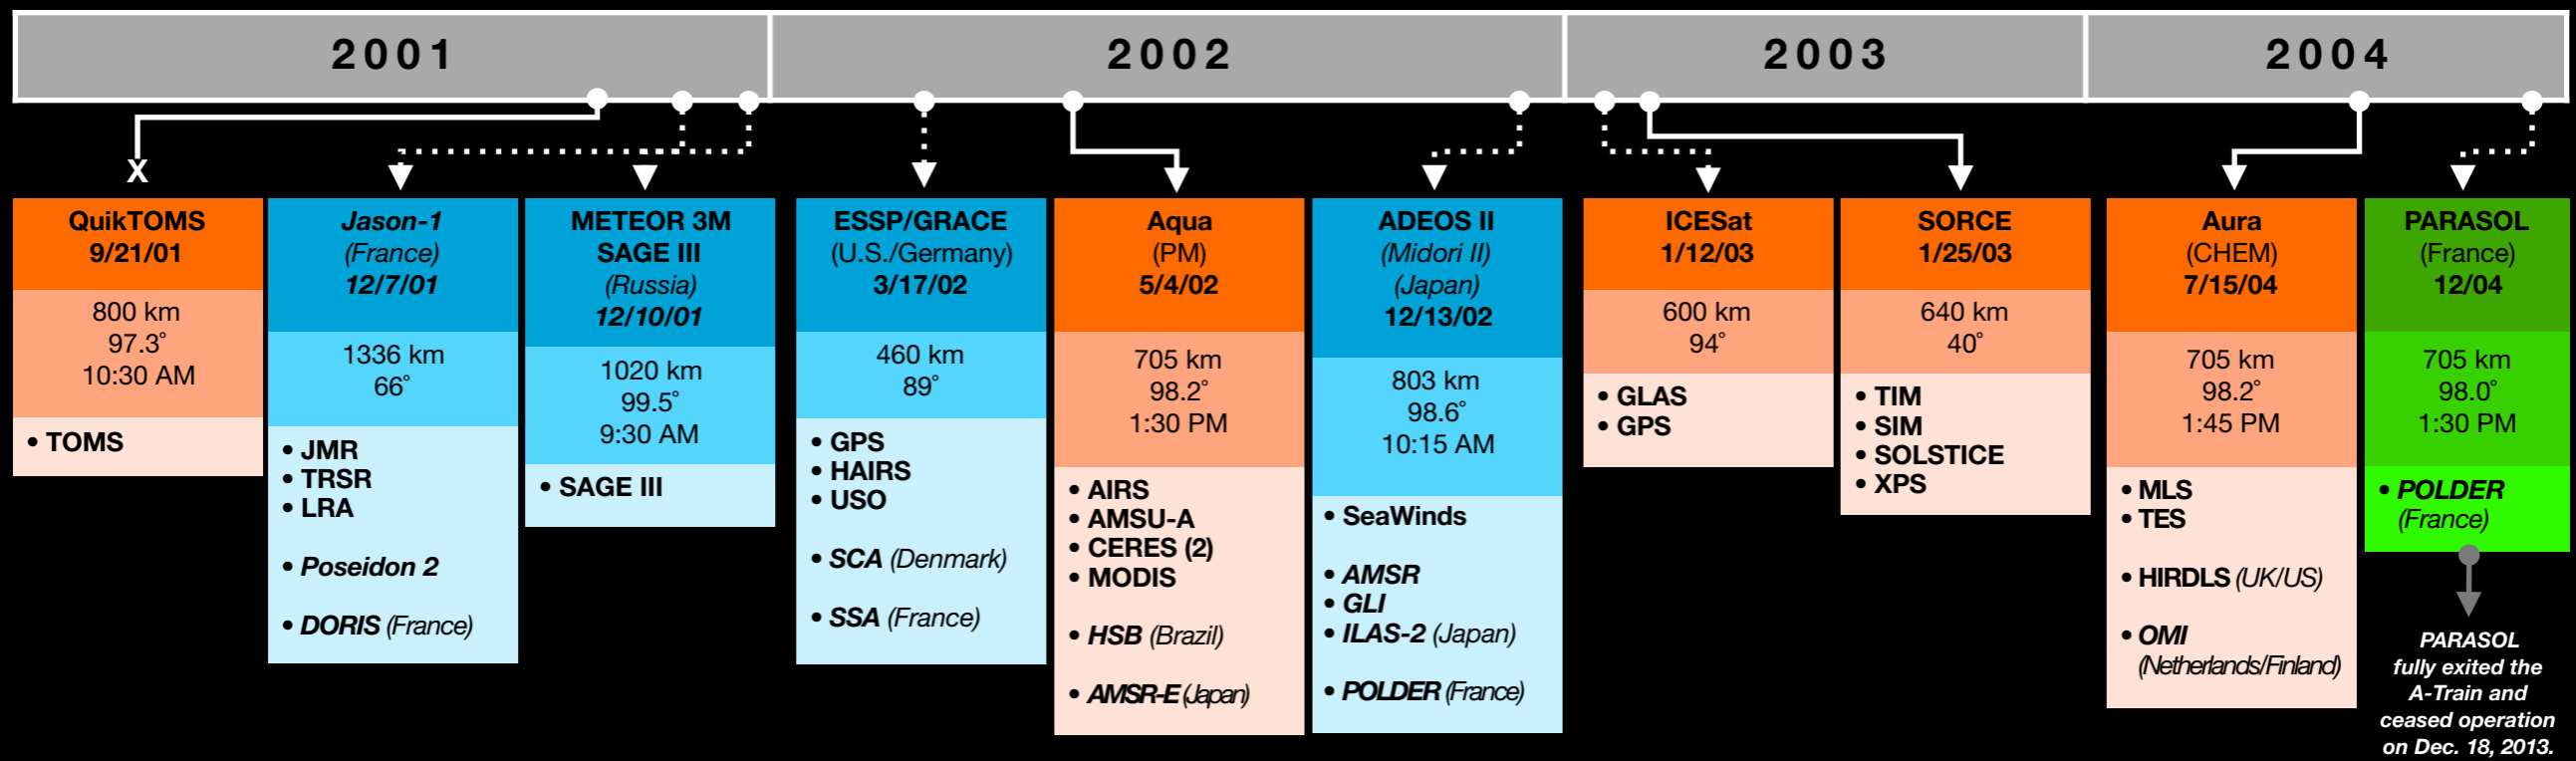 2001
2002
2003
2004
X
QuikTOMS
9/21/01
800 km
97.3°
10:30 AM
• TOMS
Jason-1
(France)
12/7/01
1336 km
66°
• JMR
• TRSR
• LRA
• Poseidon 2
• DORIS (France)
METEOR 3M
SAGE III
(Russia)
12/10/01
1020 km
99.5°
9:30 AM
• SAGE III
ESSP/GRACE
(U.S./Germany)
3/17/02
460 km
89°
• GPS
• HAIRS
• USO
• SCA (Denmark)
• SSA (France)
Aqua
(PM)
5/4/02
705 km
98.2°
1:30 PM
• AIRS
• AMSU-A
• CERES (2)
• MODIS
• HSB (Brazil)
• AMSR-E (Japan)
ADEOS II
(Midori II)
(Japan)
12/13/02
803 km
98.6°
10:15 AM
• SeaWinds
• AMSR
• GLI
• ILAS-2 (Japan)
• POLDER (France)
ICESat
1/12/03
600 km
94°
• GLAS
• GPS
SORCE
1/25/03
640 km
40°
• TIM
• SIM
• SOLSTICE
• XPS
Aura
(CHEM)
7/15/04
705 km
98.2°
1:45 PM
• MLS
• TES
• HIRDLS (UK/US)
• OMI
(Netherlands/Finland)
PARASOL
(France)
12/04
705 km
98.0°
1:30 PM
• POLDER
(France)
PARASOL
fully exited the
A-Train and
ceased operation
on Dec. 18, 2013.